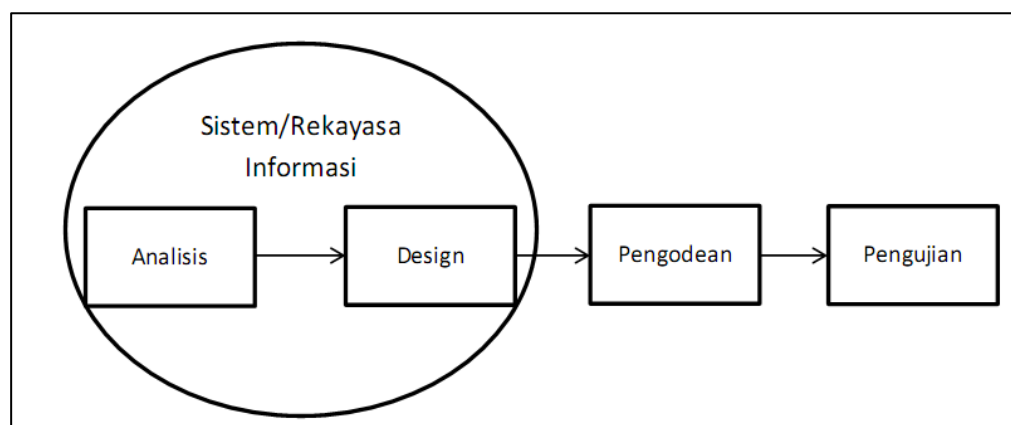 Sistem/Rekayasa
Informasi
Analisis
Design
Pengodean
Pengujian